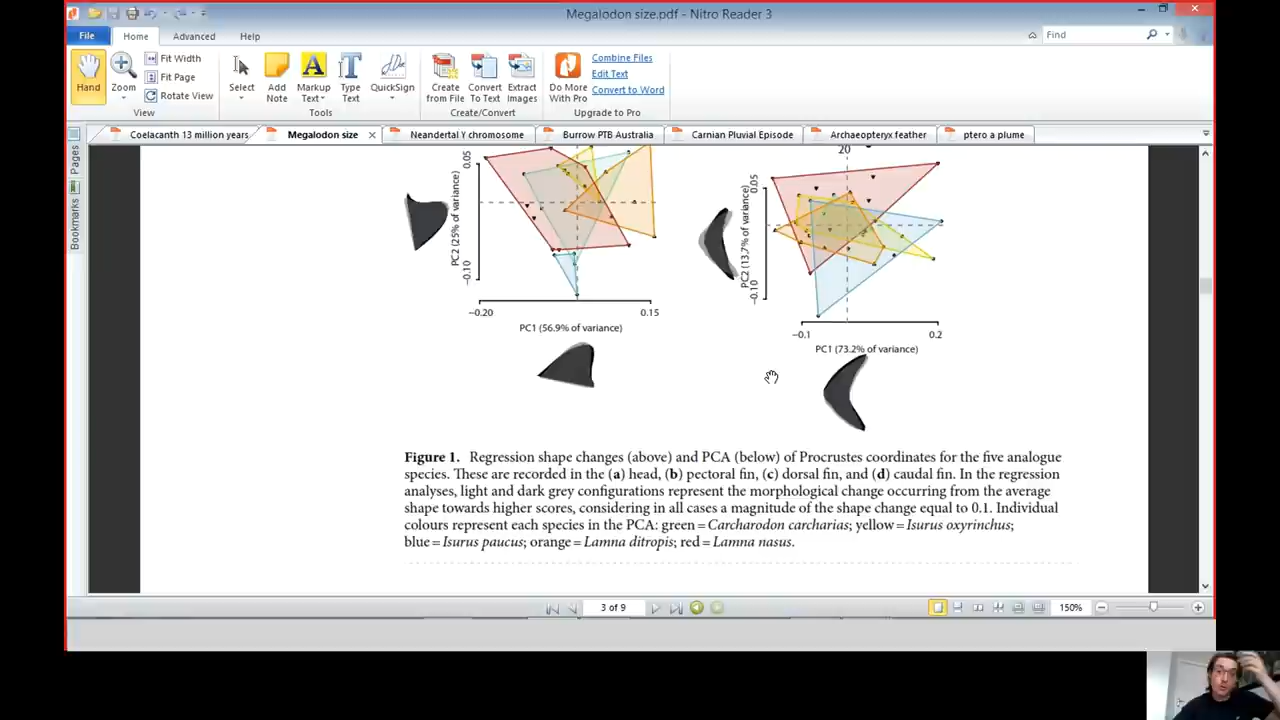 Megalodon size.pdf - Nitro Reader 3
File
Home
Advanced
Help
Find
Hand
Zoom
Fit Width
Fit Page
Rotate View
View
Select
Add
Note
Markup
Text
Type
Text
QuickSign
Tools
Create
from File
Convert
To Text
Extract
Images
Create/Convert
Do More
With Pro
Combine Files
Edit Text
Convert to Word
Upgrade to Pro
Coelacanth 13 million years
Megalodon size
Neandertal Y chromosome
Burrow PTB Australia
Carnian Pluvial Episode
Archaeopteryx feather
ptero a plume
Pages
Bookmarks
0.05
PC2 (25% of variance)
−0.10
−0.20
0.15
PC1 (56.9% of variance)
20
0.05
PC2 (13.7% of variance)
−0.10
−0.1
0.2
PC1 (73.2% of variance)
Figure 1. Regression shape changes (above) and PCA (below) of Procrustes coordinates for the five analogue
species. These are recorded in the (a) head, (b) pectoral fin, (c) dorsal fin, and (d) caudal fin. In the regression
analyses, light and dark grey configurations represent the morphological change occurring from the average
shape towards higher scores, considering in all cases a magnitude of the shape change equal to 0.1. Individual
colours represent each species in the PCA: green = Carcharodon carcharias; yellow = Isurus oxyrinchus;
blue = Isurus paucus; orange = Lamna ditropis; red = Lamna nasus.
3 of 9
150%